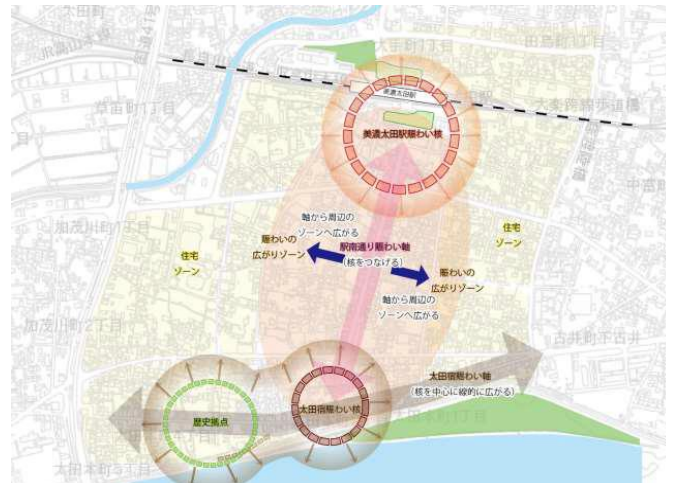 太田町1丁目
田島町1丁目
草笛町1丁目
美濃太田駅
美濃太田駅賑わい核
加茂川町1丁目
軸から周辺の
ゾーンへ広がる
住宅
ゾーン
賑わいの
広がりゾーン
駅南通り賑わい軸
(核をつなげる)
賑わいの
広がりゾーン
住宅
ゾーン
軸から周辺の
ゾーンへ広がる
加茂川町2丁目
古井町下古井
太田宿賑わい軸
(核を中心に線的に広がる)
太田宿賑わい核
歴史拠点
太田本町1丁目
太田本町3丁目